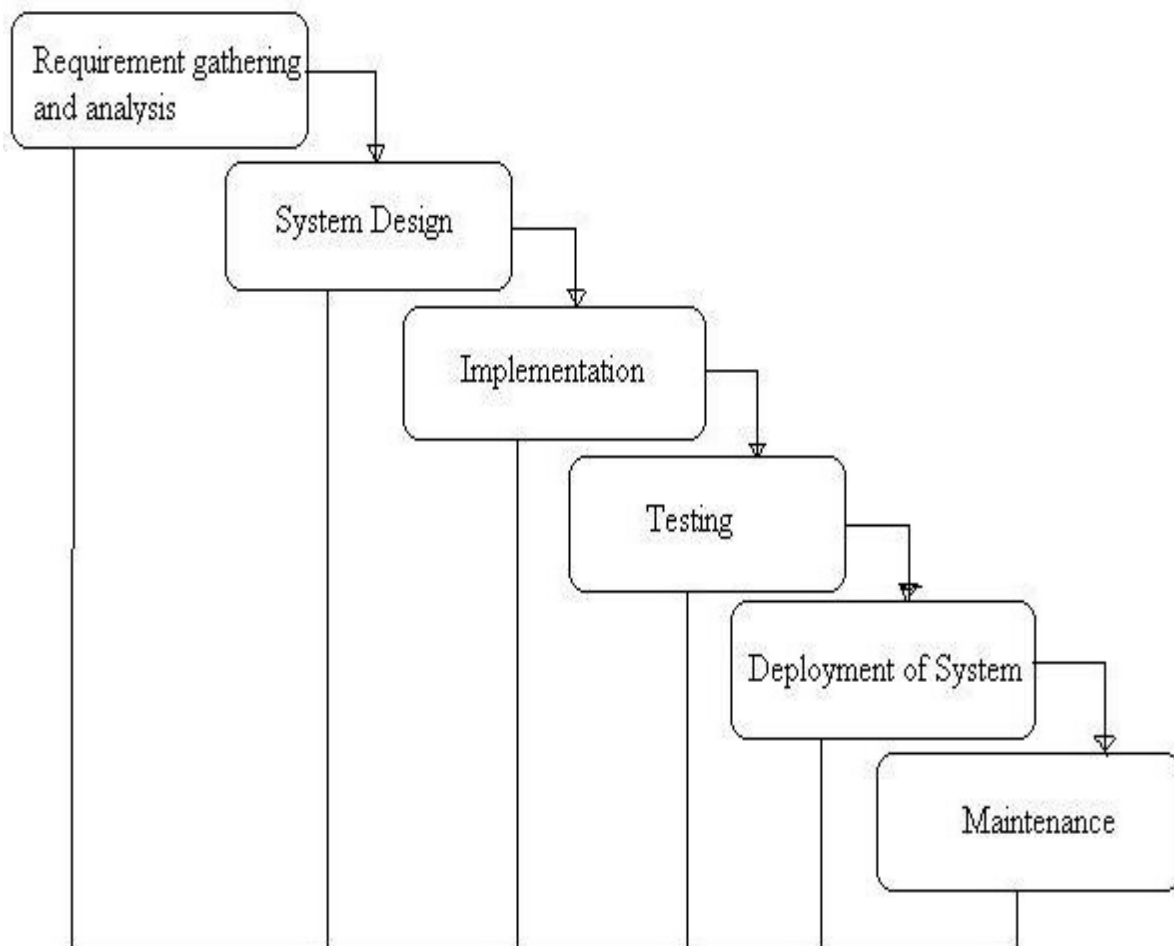 Requirement gathering
and analysis
System Design
Implementation
Testing
Deployment of System
Maintenance